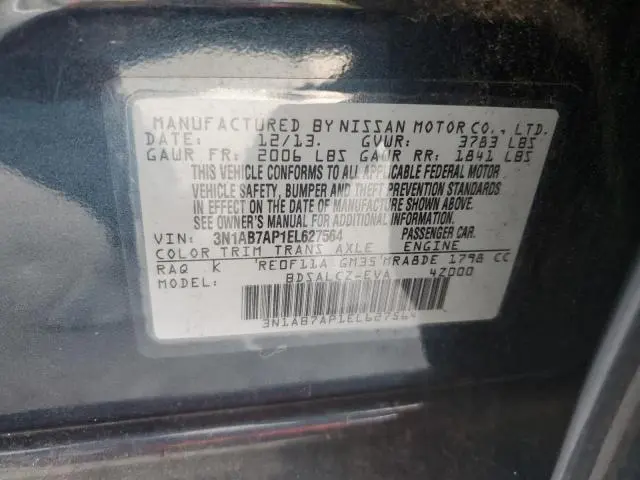 MANUFACTURED BY NISSAN MOTOR CO., LTD.
DATE: 12/13. GVWR: 3783 LBS
GAWR FR: 2006 LBS GAWR RR: 1841 LBS
THIS VEHICLE CONFORMS TO ALL APPLICABLE FEDERAL MOTOR
VEHICLE SAFETY, BUMPER AND THEFT PREVENTION STANDARDS
IN EFFECT ON THE DATE OF MANUFACTURE SHOWN ABOVE.
SEE OWNER'S MANUAL FOR ADDITIONAL INFORMATION
VIN: 3N1AB7AP1EL627564 PASSENGER CAR.
COLOR TRIM TRANS AXLE ENGINE
RAQ K RE0F11A GM35 MRA8DE 1798 CC
MODEL: BDSALCZ-EVA 4Z000
3N1AB7AP1EL627564